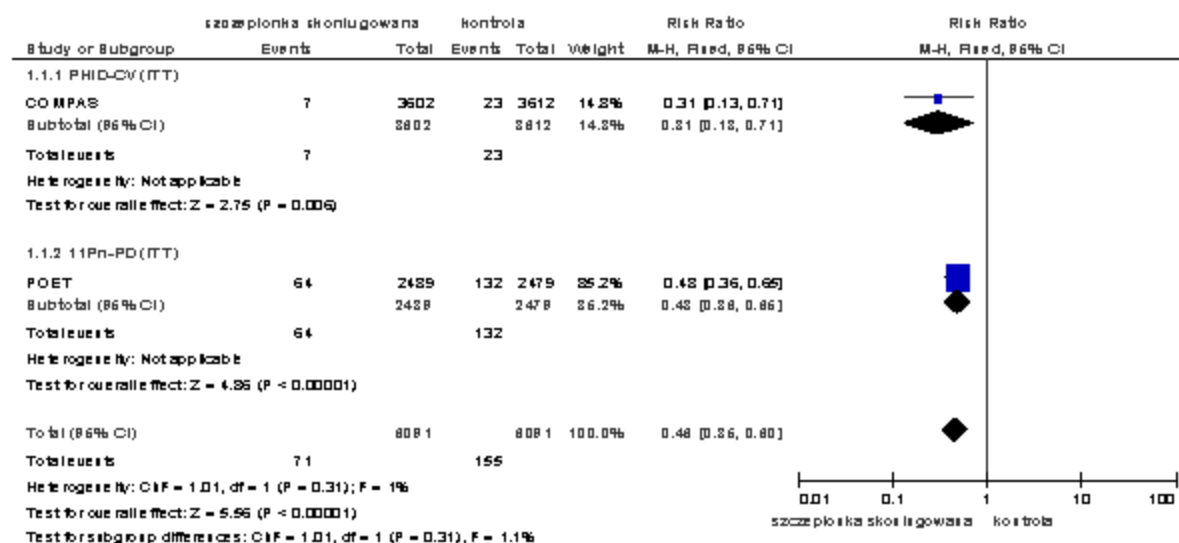 szczepionka skoniugowana kontrola Risk Ratio Risk Ratio
Study or Subgroup Events Total Events Total Weight M-H, Fixed, 95% CI M-H, Fixed, 95% CI
1.1.1 PHiD-CV (ITT)
COMPAS 7 3602 23 3612 14.8% 0.31 [0.13, 0.71]
Subtotal (95% CI) 3602 3612 14.8% 0.31 [0.13, 0.71]
Total events 7 23
Heterogeneity: Not applicable
Test for overall effect: Z = 2.75 (P = 0.006)
1.1.2 11Pn-PD (ITT)
POET 64 2489 132 2479 85.2% 0.48 [0.36, 0.65]
Subtotal (95% CI) 2489 2479 85.2% 0.48 [0.36, 0.65]
Total events 64 132
Heterogeneity: Not applicable
Test for overall effect: Z = 4.86 (P < 0.00001)
Total (95% CI) 6091 6091 100.0% 0.46 [0.35, 0.60]
Total events 71 155
Heterogeneity: Chi² = 1.01, df = 1 (P = 0.31); I² = 1%
Test for overall effect: Z = 5.56 (P < 0.00001)
Test for subgroup differences: Chi² = 1.01, df = 1 (P = 0.31), I² = 1.1%
0.01 0.1 1 10 100
szczepionka skoniugowana kontrola